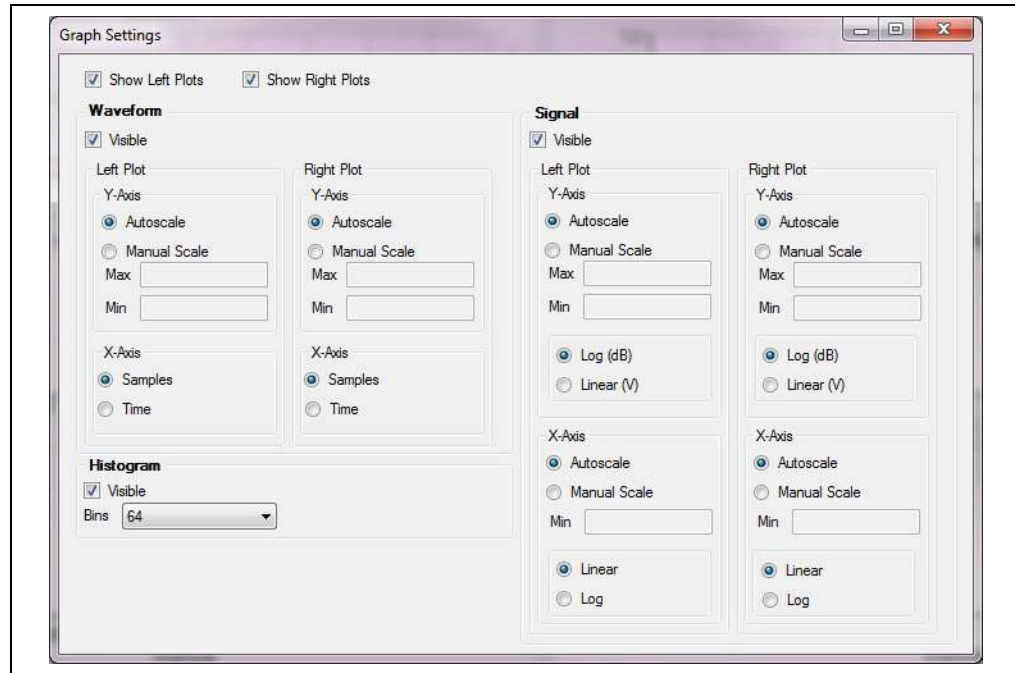 Graph Settings
Show Left Plots
Show Right Plots
Waveform
Visible
Left Plot
Y-Axis
Autoscale
Manual Scale
Max
Min
X-Axis
Samples
Time
Right Plot
Y-Axis
Autoscale
Manual Scale
Max
Min
X-Axis
Samples
Time
Histogram
Visible
Bins 64
Signal
Visible
Left Plot
Y-Axis
Autoscale
Manual Scale
Max
Min
Log (dB)
Linear (V)
X-Axis
Autoscale
Manual Scale
Min
Linear
Log
Right Plot
Y-Axis
Autoscale
Manual Scale
Max
Min
Log (dB)
Linear (V)
X-Axis
Autoscale
Manual Scale
Min
Linear
Log